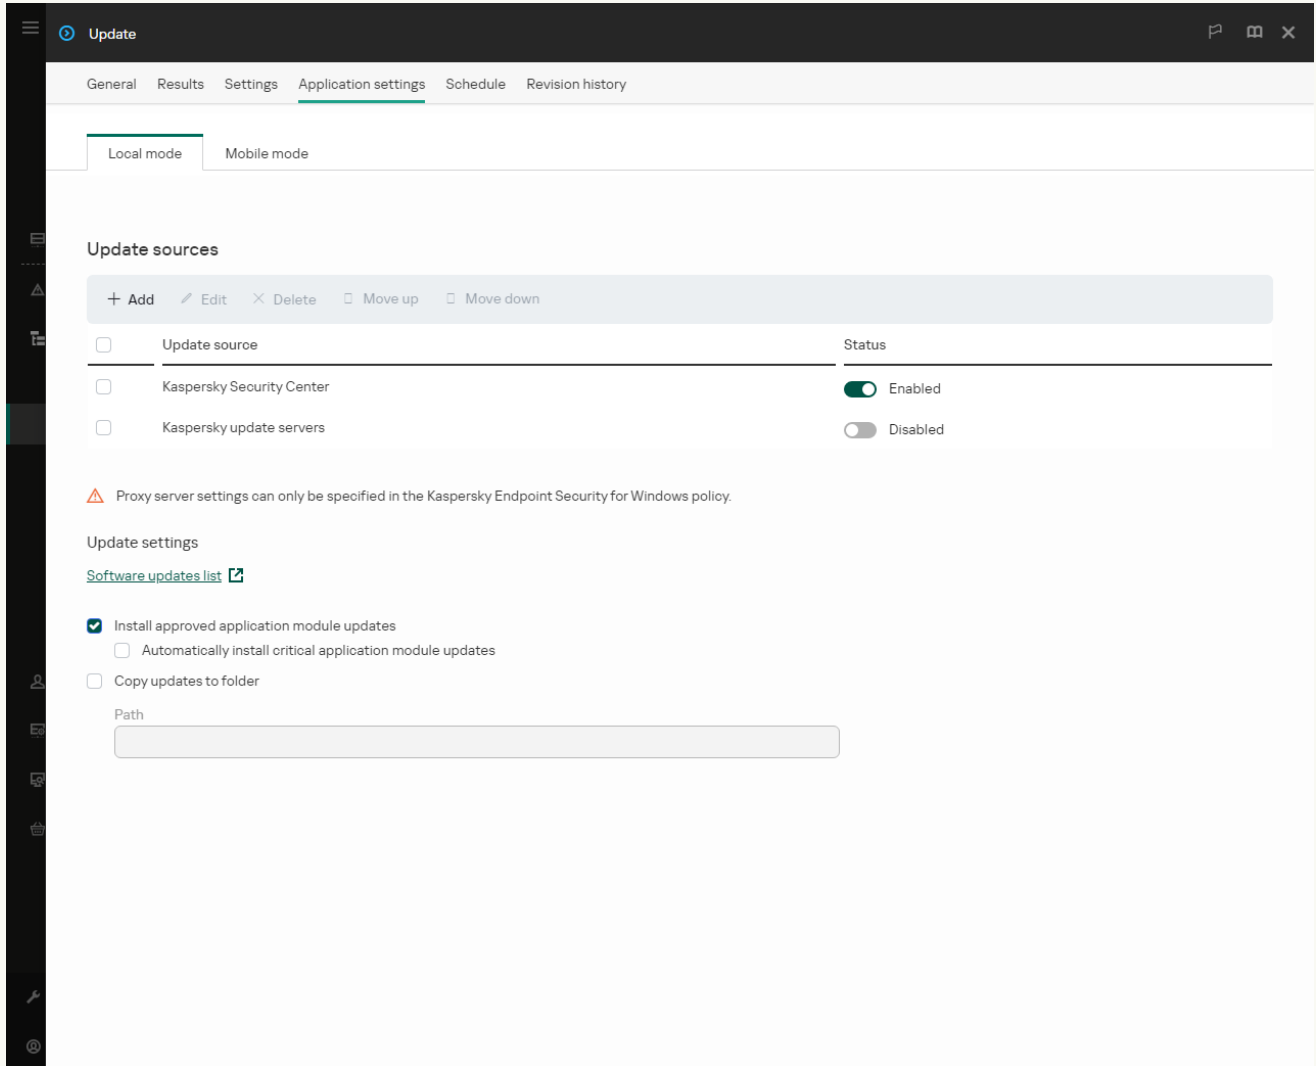 Update
General Results Settings Application settings Schedule Revision history
Local mode Mobile mode
Update sources
Add Edit Delete Move up Move down
Update source Status
Kaspersky Security Center Enabled
Kaspersky update servers Disabled
Proxy server settings can only be specified in the Kaspersky Endpoint Security for Windows policy.
Update settings
Software updates list
Install approved application module updates
Automatically install critical application module updates
Copy updates to folder
Path